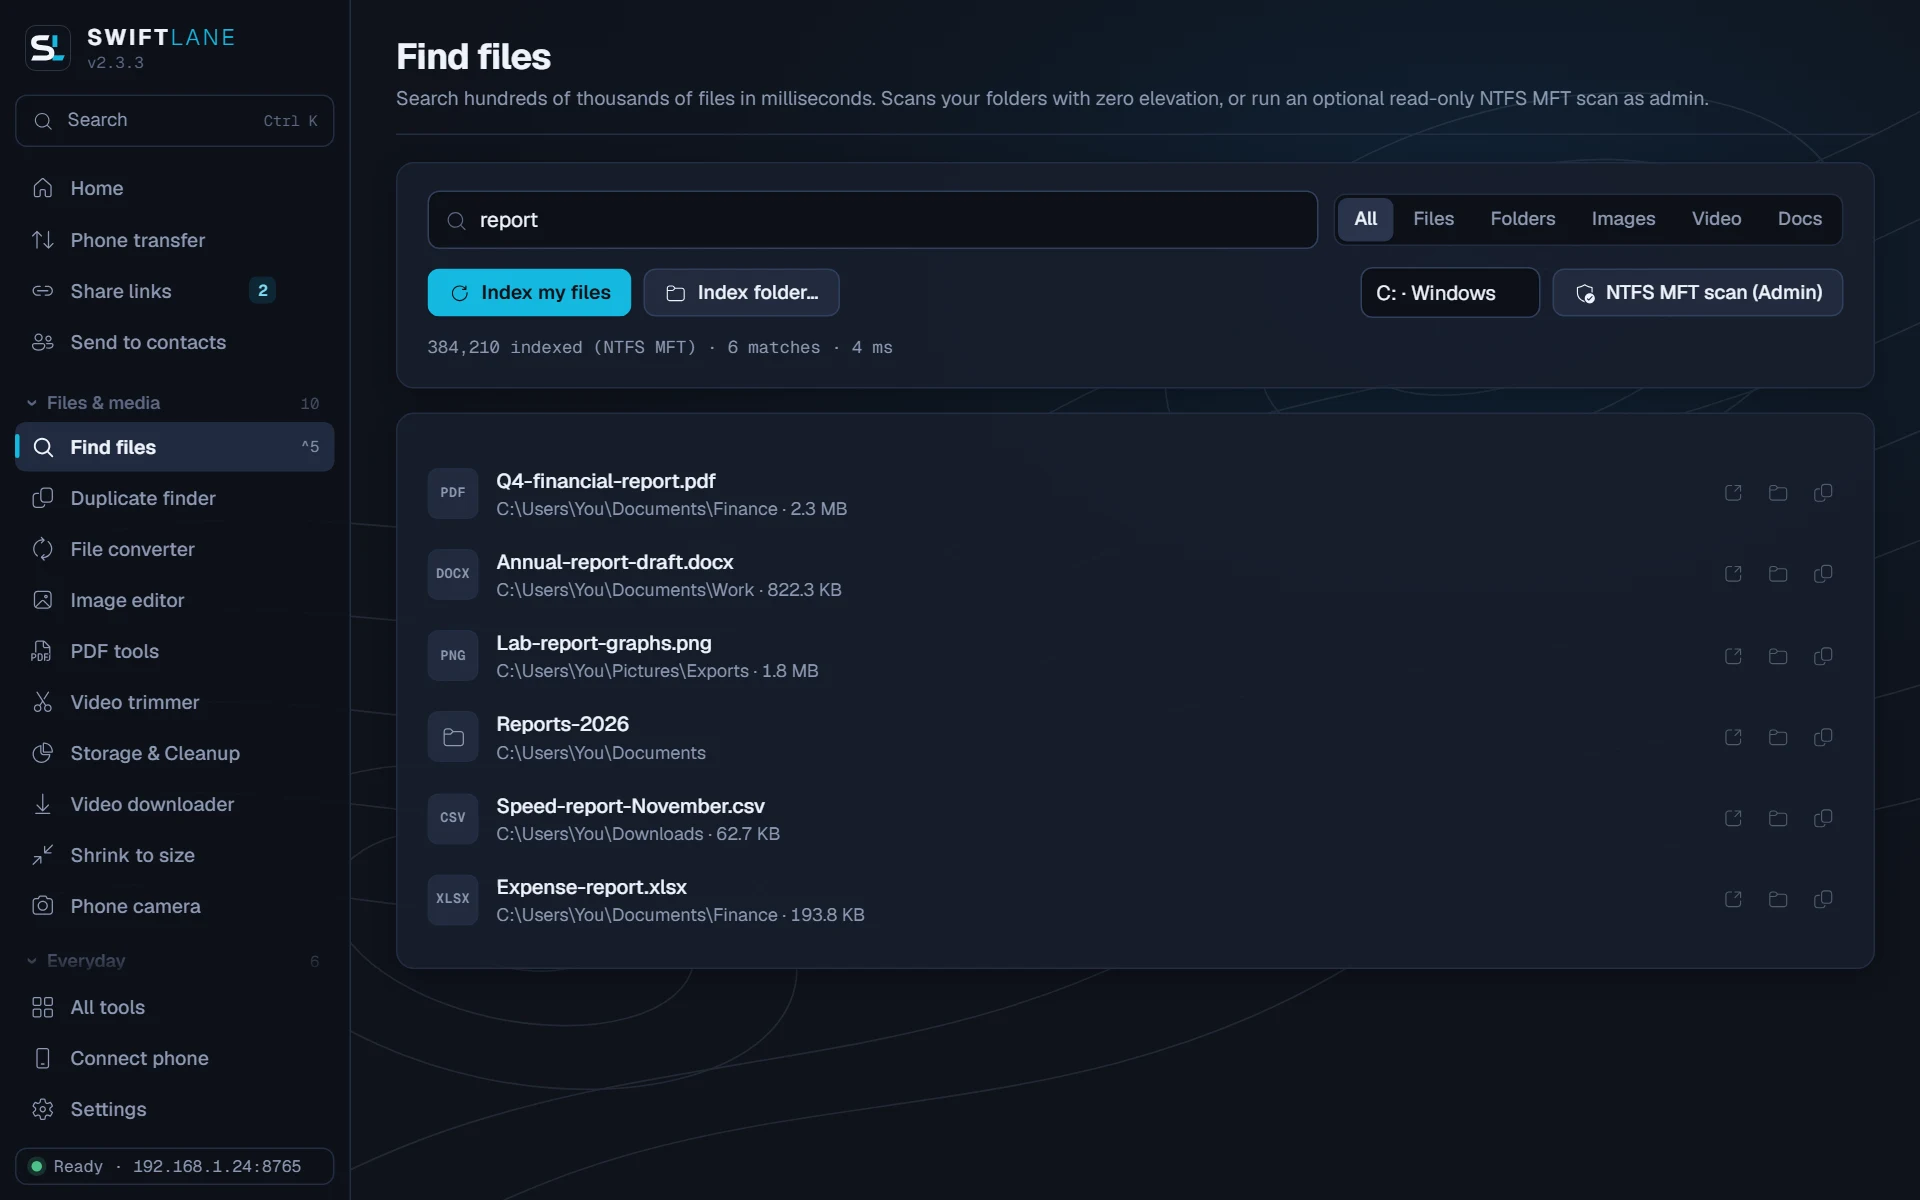 SWIFTLANE
v2.3.3
Search Ctrl K
Home
Phone transfer
Share links 2
Send to contacts
Files & media 10
Find files ^5
Duplicate finder
File converter
Image editor
PDF tools
Video trimmer
Storage & Cleanup
Video downloader
Shrink to size
Phone camera
Everyday 6
All tools
Connect phone
Settings
Ready · 192.168.1.24:8765
Find files
Search hundreds of thousands of files in milliseconds. Scans your folders with zero elevation, or run an optional read-only NTFS MFT scan as admin.
report
All Files Folders Images Video Docs
Index my files Index folder… C: · Windows NTFS MFT scan (Admin)
384,210 indexed (NTFS MFT) · 6 matches · 4 ms
PDF
Q4-financial-report.pdf
C:\Users\You\Documents\Finance · 2.3 MB
DOCX
Annual-report-draft.docx
C:\Users\You\Documents\Work · 822.3 KB
PNG
Lab-report-graphs.png
C:\Users\You\Pictures\Exports · 1.8 MB
Reports-2026
C:\Users\You\Documents
CSV
Speed-report-November.csv
C:\Users\You\Downloads · 62.7 KB
XLSX
Expense-report.xlsx
C:\Users\You\Documents\Finance · 193.8 KB